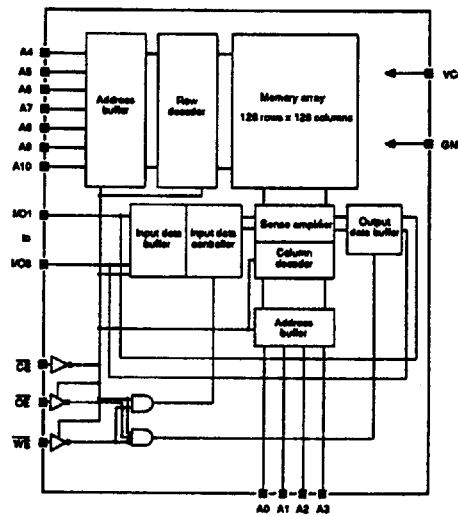 A4
A5
A6
A7
A8
A9
A10
Address
buffer
Row
decoder
Memory array
128 rows x 128 columns
VC
GN
I/O1
to
I/O8
Input data
buffer
Input data
controller
Sense amplifier
Column
decoder
Output
data buffer
Address
buffer
CS
OE
WE
A0
A1
A2
A3